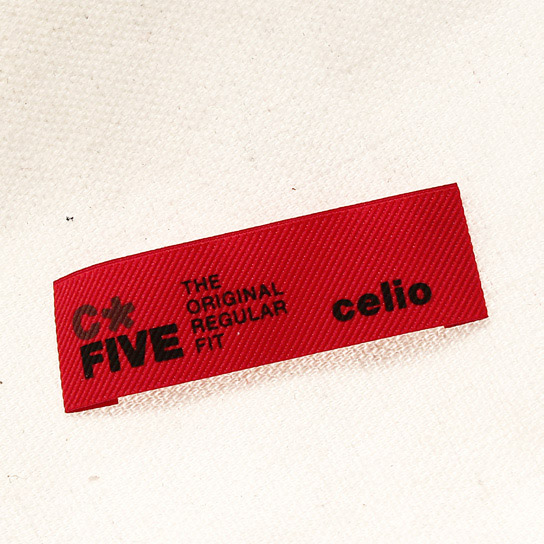 C*
FIVE
THE
ORIGINAL
REGULAR
FIT
celio